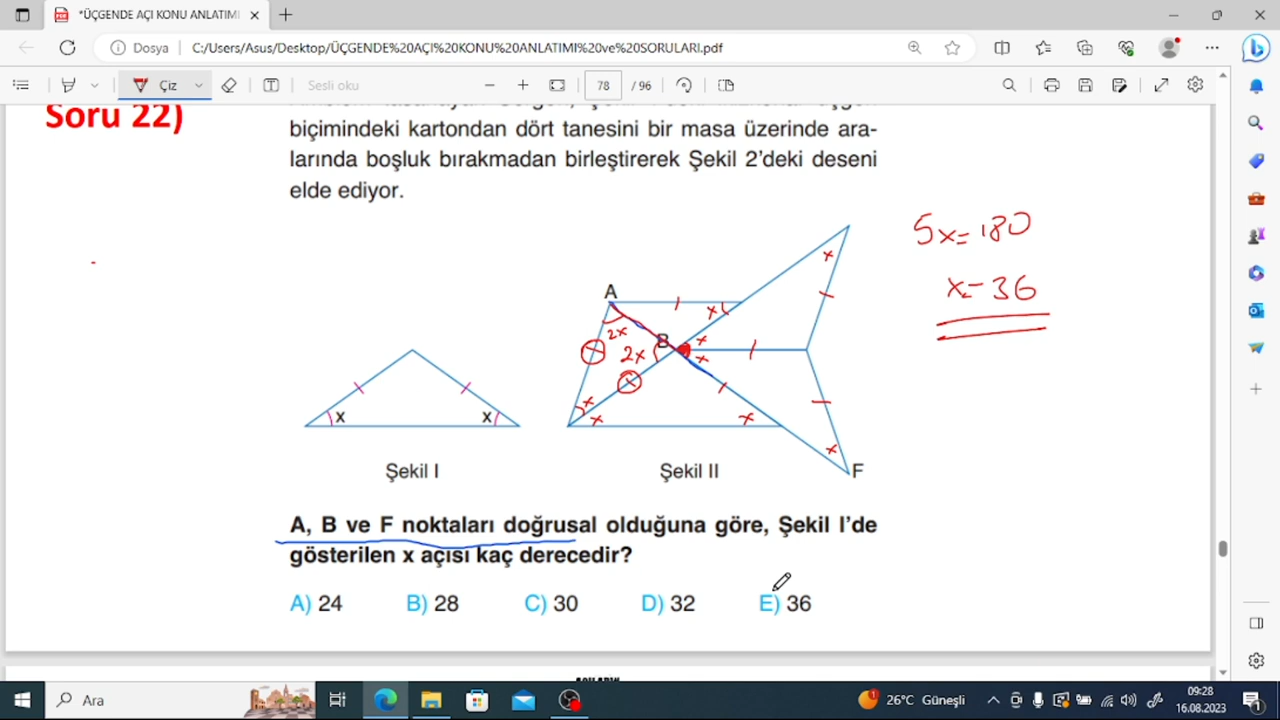 *ÜÇGENDE AÇI KONU ANLATIMI
Dosya
C:/Users/Asus/Desktop/ÜÇGENDE%20AÇI%20KONU%20ANLATIMI%20ve%20SORULARI.pdf
Çiz
Sesli oku
78
/ 96
Soru 22)
biçimindeki kartondan dört tanesini bir masa üzerinde ara-
larında boşluk bırakmadan birleştirerek Şekil 2'deki deseni
elde ediyor.
5x=180
x=36
A
x
2x
B
x
2x
x
x
x
x
x
x
x
x
F
Şekil I
Şekil II
A, B ve F noktaları doğrusal olduğuna göre, Şekil I'de
gösterilen x açısı kaç derecedir?
A) 24 B) 28 C) 30 D) 32 E) 36
Ara
1
26°C Güneşli
09:28
16.08.2023
1